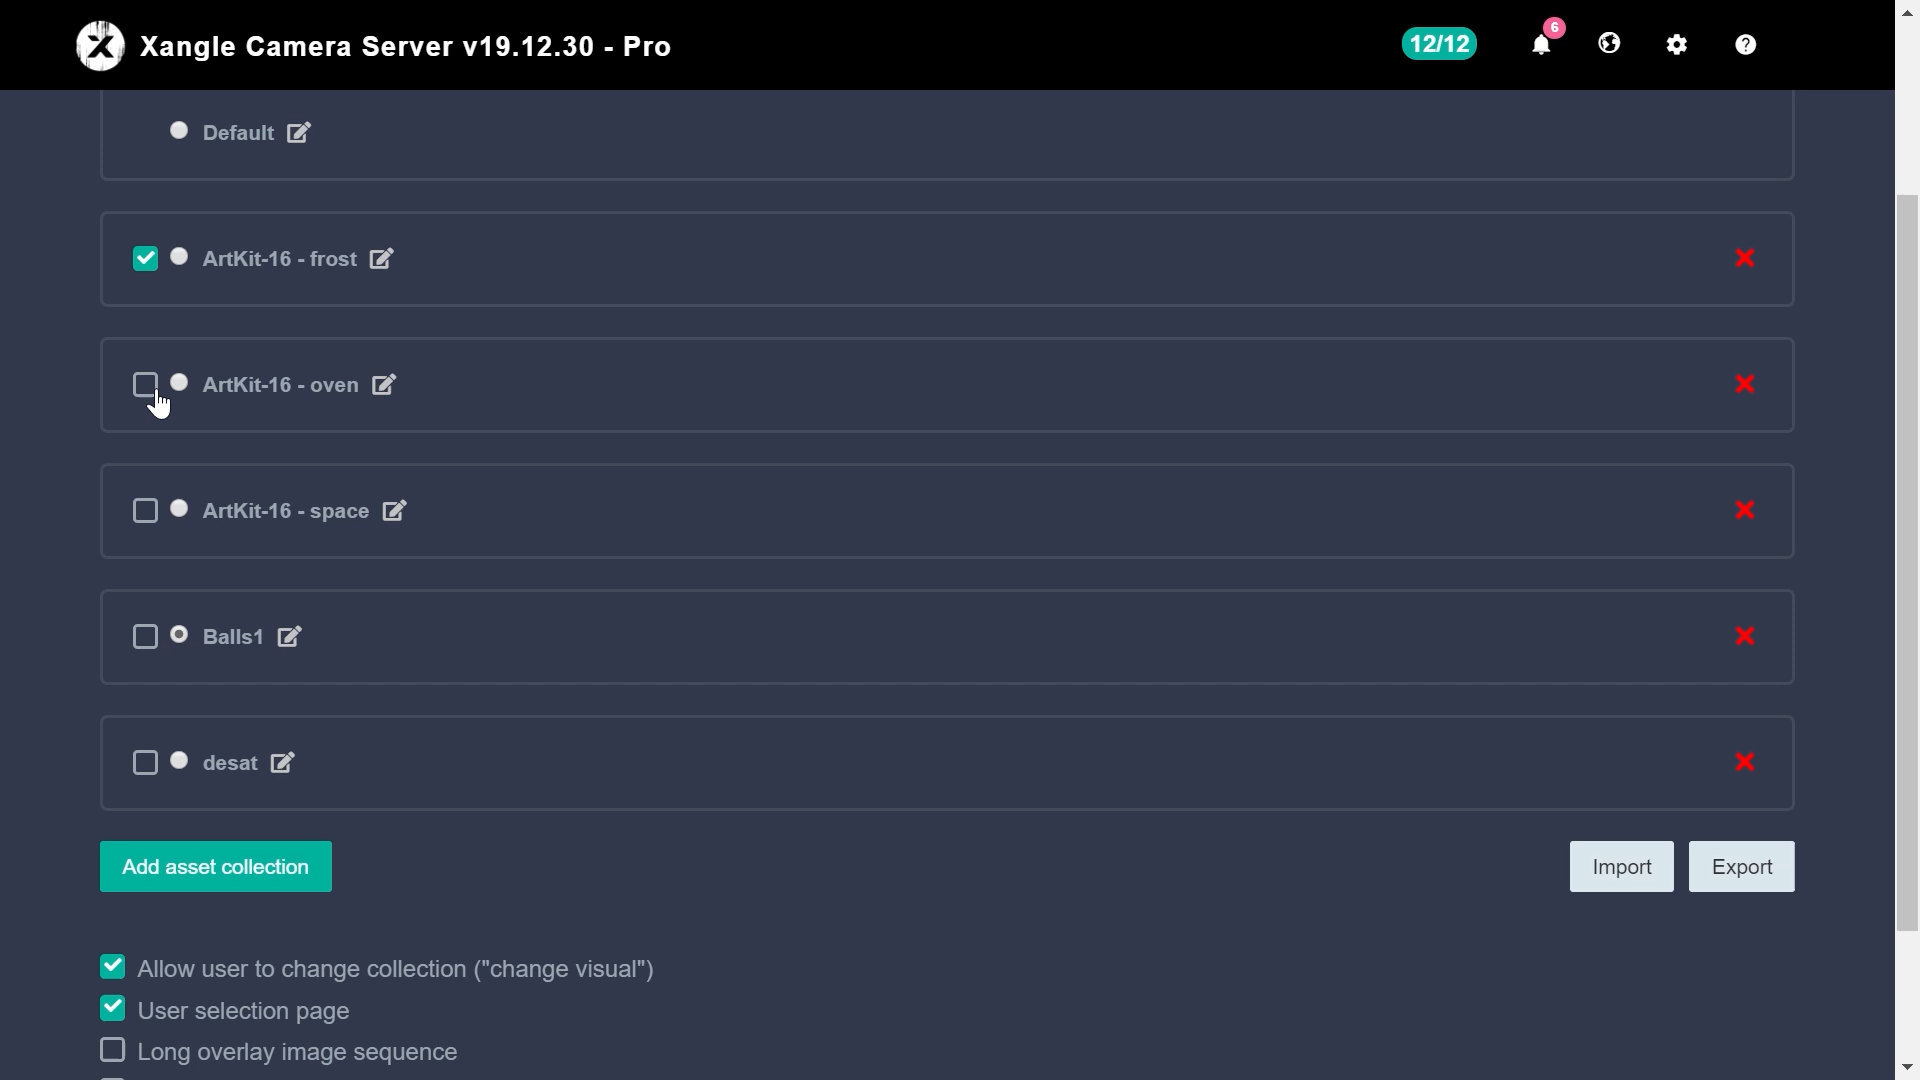 Xangle Camera Server v19.12.30 - Pro
12/12
6
Default
ArtKit-16 - frost
ArtKit-16 - oven
ArtKit-16 - space
Balls1
desat
Add asset collection
Import
Export
Allow user to change collection ("change visual")
User selection page
Long overlay image sequence